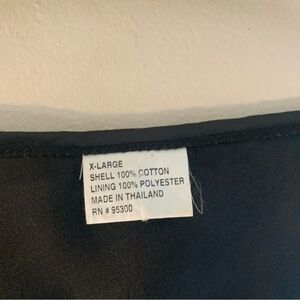 X-LARGE
SHELL 100% COTTON
LINING 100% POLYESTER
MADE IN THAILAND
RN # 95300